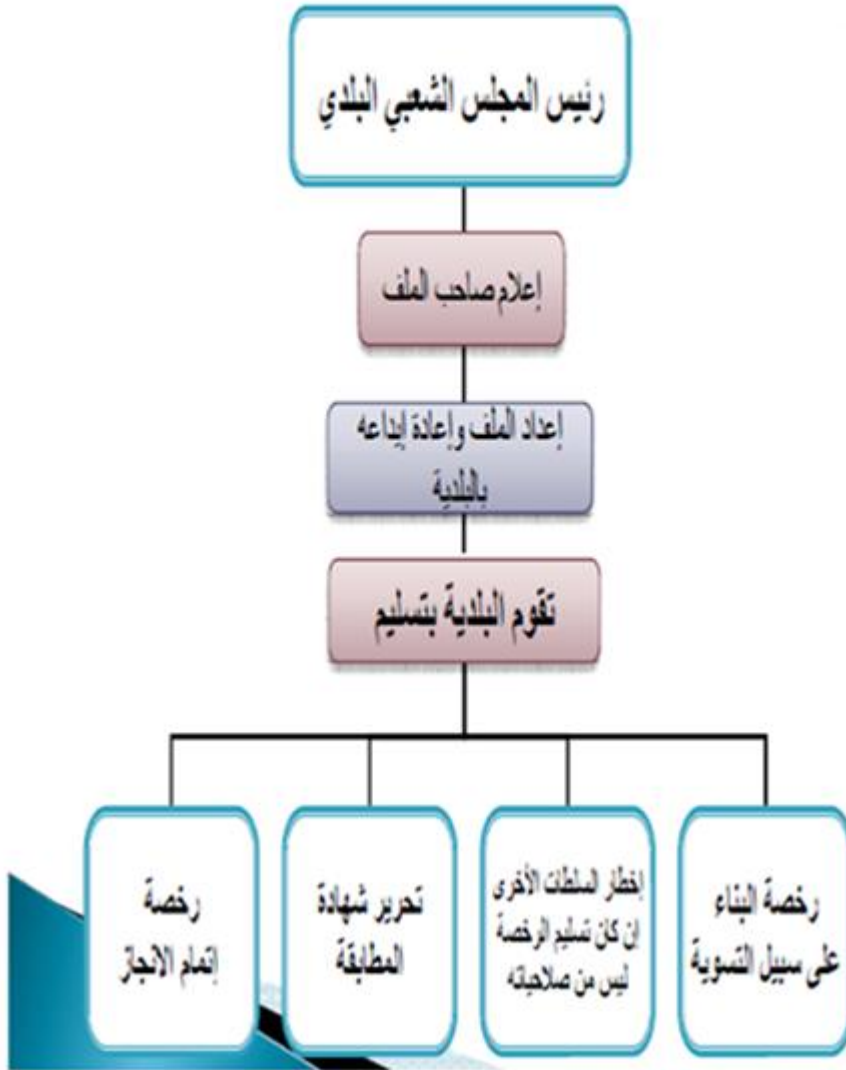 رئيس المجلس الشعبي البلدي
إعلام صاحب الملف
إعداد الملف وإعادة إيداعه
بالبلدية
تقوم البلدية بتسليم
رخصة البناء
على سبيل التسوية
إخطار السلطات الأخرى
إن كان تسليم الرخصة
ليس من صلاحياته
تحرير شهادة
المطابقة
رخصة
إتمام الانجاز